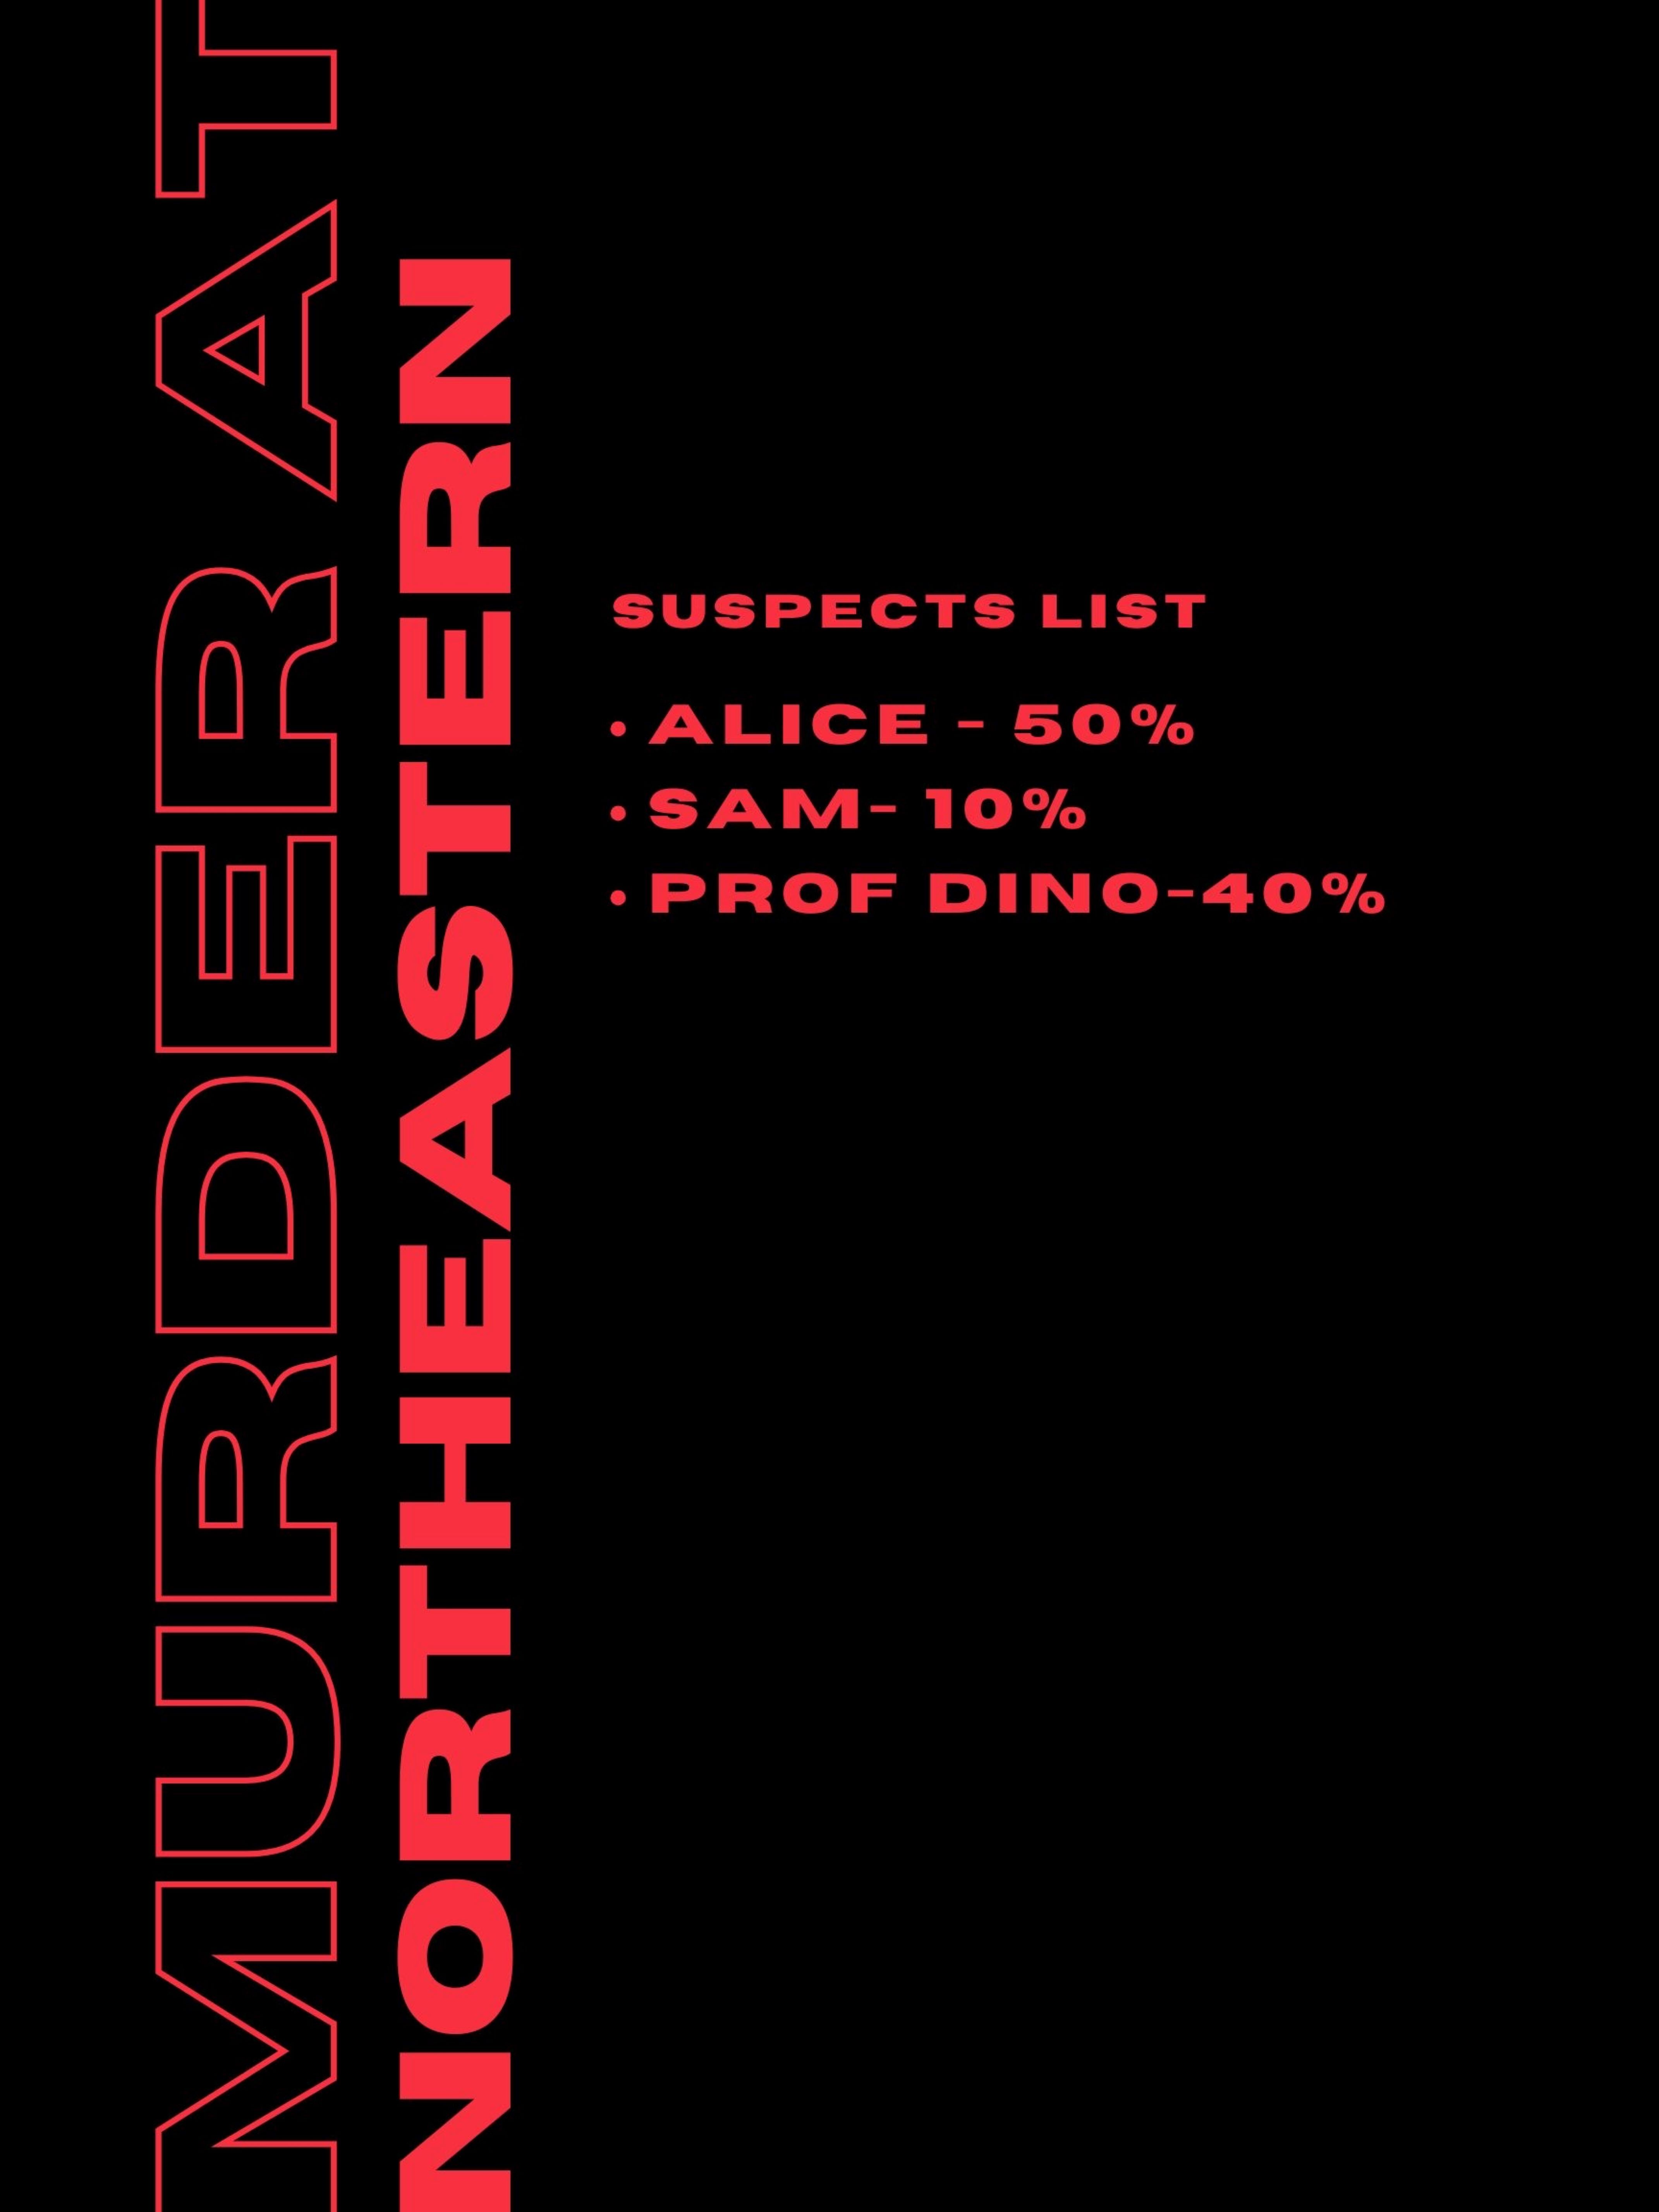 MURDER AT
NORTHEASTERN
SUSPECTS LIST
• ALICE - 50%
• SAM- 10%
• PROF DINO-40%